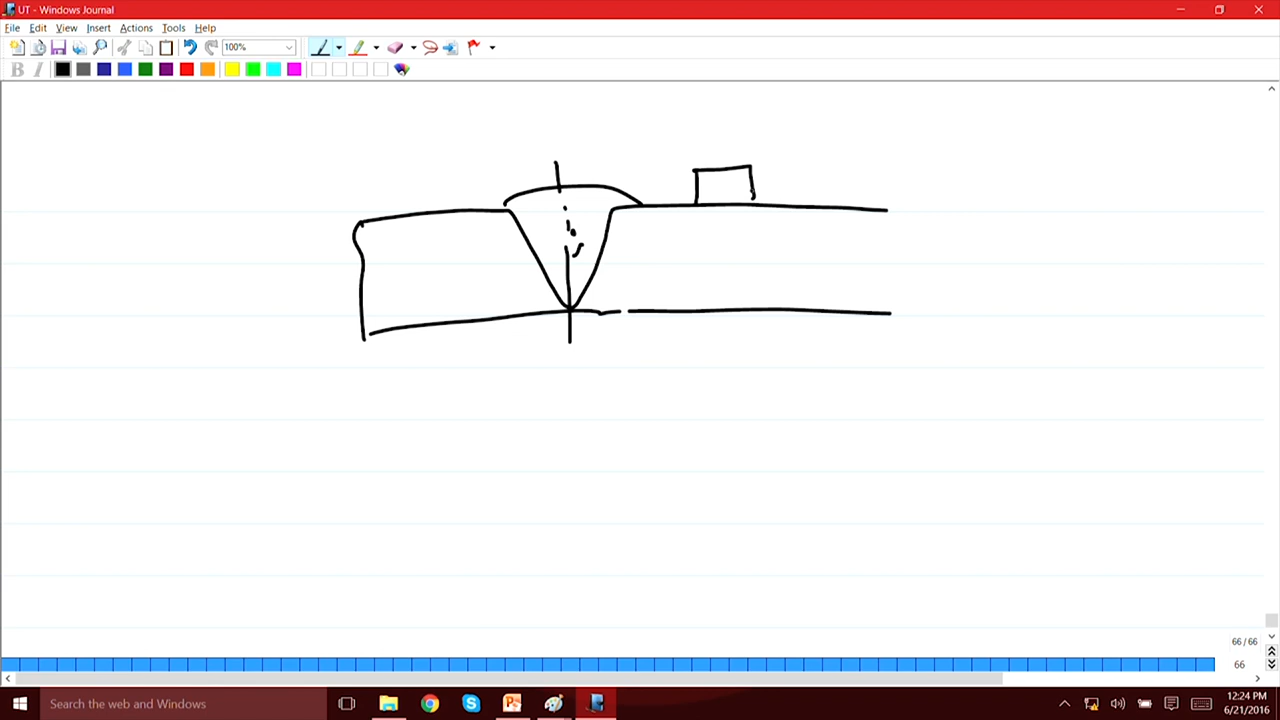 UT - Windows Journal
File Edit View Insert Actions Tools Help
100%
B I
66 / 66
66
Search the web and Windows
12:24 PM
6/21/2016